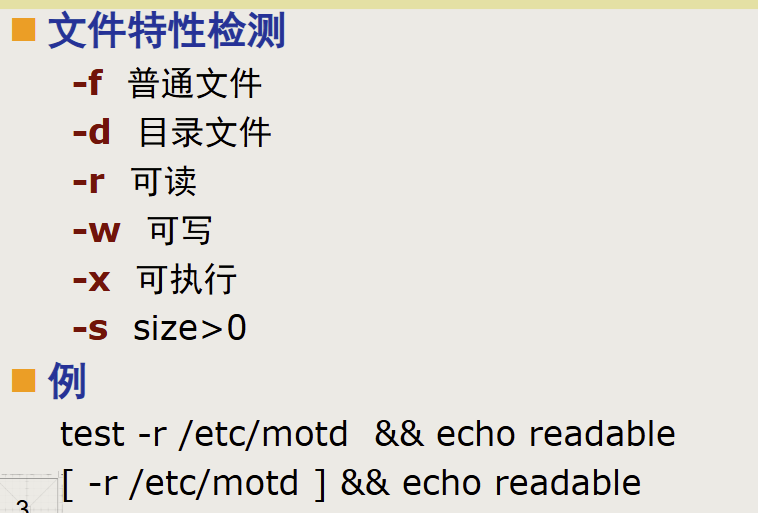 文件特性检测
-f 普通文件
-d 目录文件
-r 可读
-w 可写
-x 可执行
-s size>0
例
test -r /etc/motd && echo readable
[ -r /etc/motd ] && echo readable
3